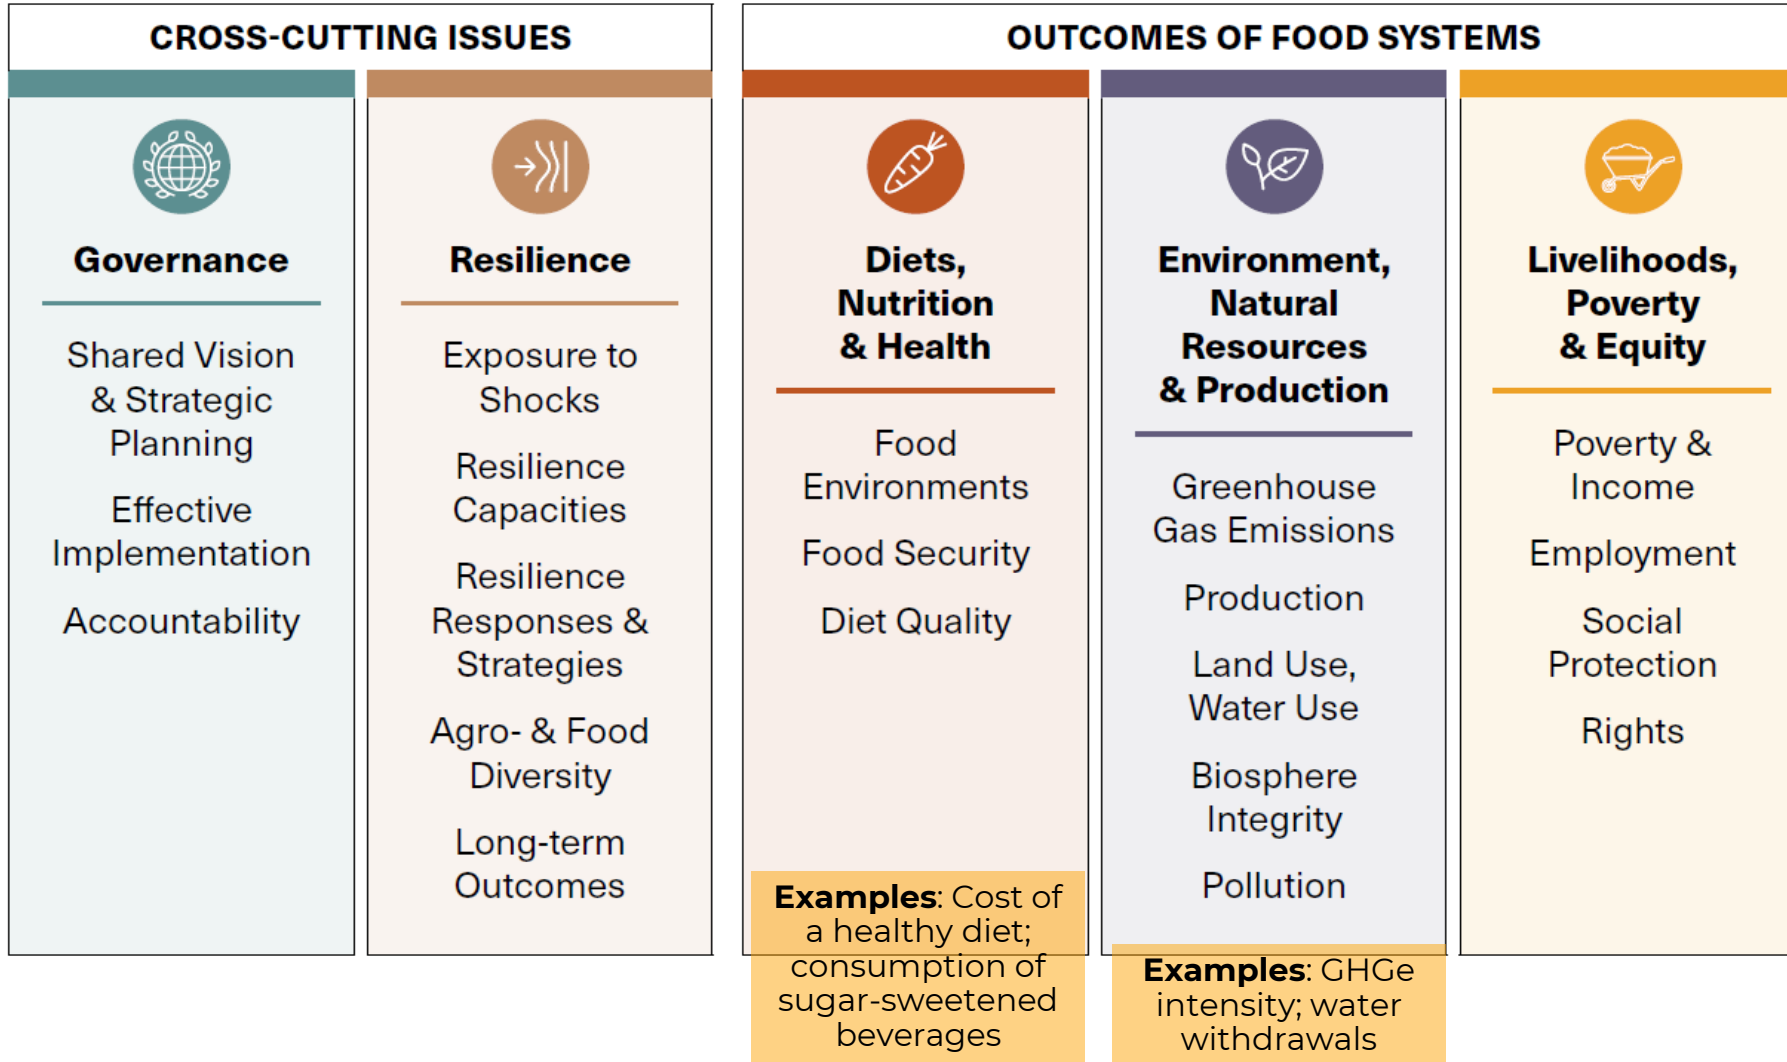 CROSS-CUTTING ISSUES
Governance
Shared Vision
& Strategic
Planning
Effective
Implementation
Accountability
Resilience
Exposure to
Shocks
Resilience
Capacities
Resilience
Responses &
Strategies
Agro- & Food
Diversity
Long-term
Outcomes
OUTCOMES OF FOOD SYSTEMS
Diets,
Nutrition
& Health
Food
Environments
Food Security
Diet Quality
Examples: Cost of
a healthy diet;
consumption of
sugar-sweetened
beverages
Environment,
Natural
Resources
& Production
Greenhouse
Gas Emissions
Production
Land Use,
Water Use
Biosphere
Integrity
Pollution
Examples: GHGe
intensity; water
withdrawals
Livelihoods,
Poverty
& Equity
Poverty &
Income
Employment
Social
Protection
Rights